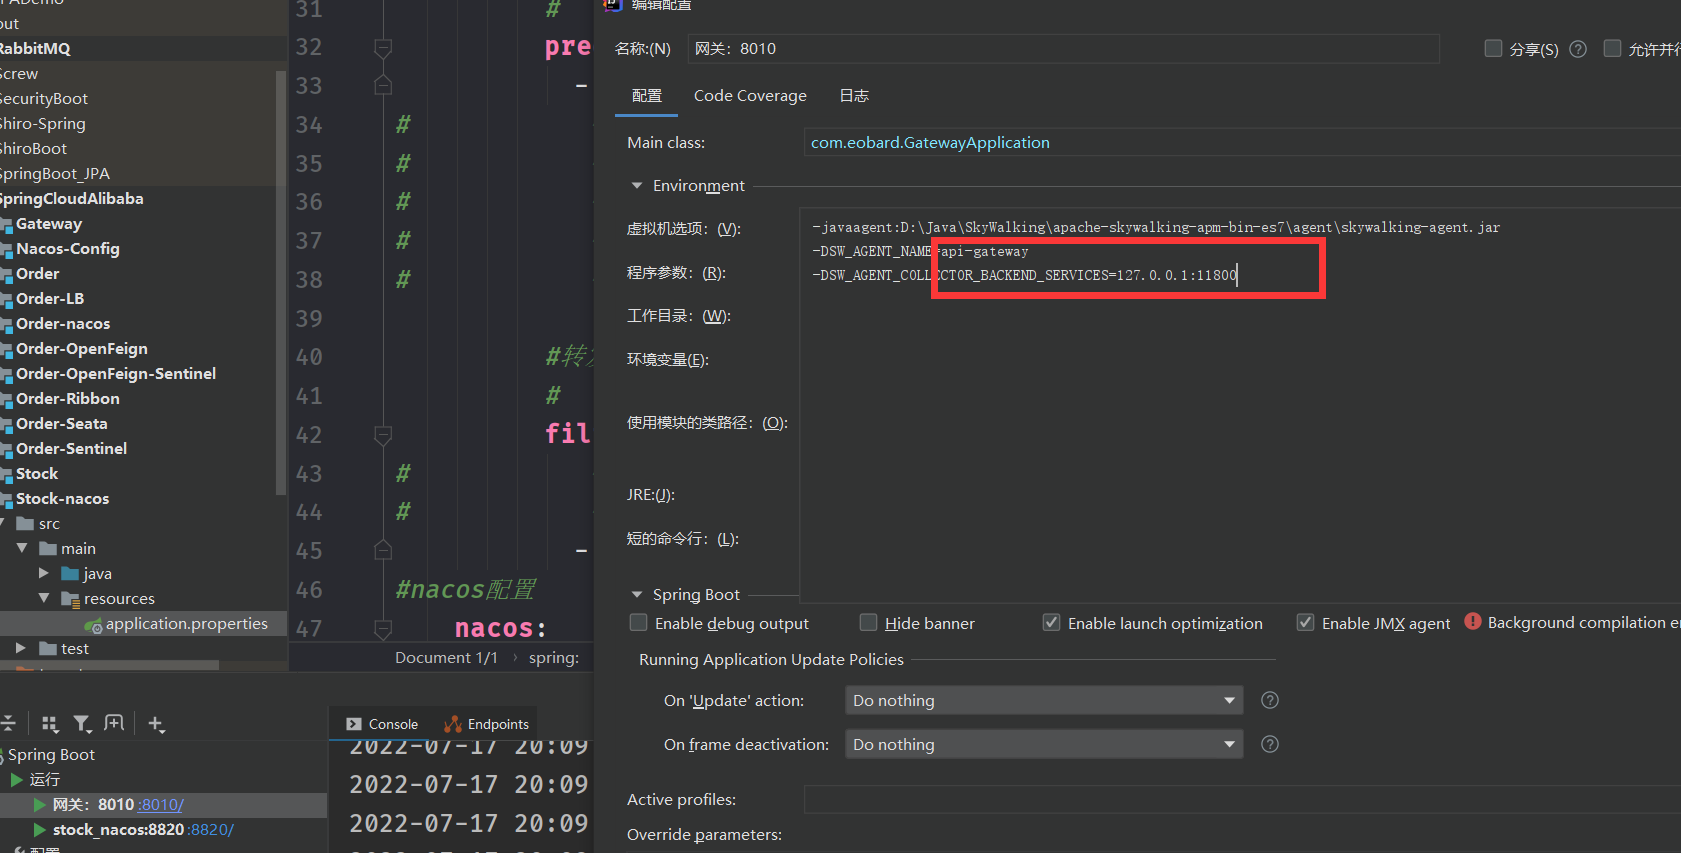 out
RabbitMQ
Screw
SecurityBoot
Shiro-Spring
ShiroBoot
SpringBoot_JPA
SpringCloudAlibaba
Gateway
Nacos-Config
Order
Order-LB
Order-nacos
Order-OpenFeign
Order-OpenFeign-Sentinel
Order-Ribbon
Order-Seata
Order-Sentinel
Stock
Stock-nacos
src
main
java
resources
application.properties
test
31 #
32 pre
33 -
34 #
35 #
36 #
37 #
38 #
39
40 #转
41 #
42 fil
43 #
44 #
45 -
46 #nacos配置
47 nacos:
Document 1/1 › spring:
编辑配置
名称:(N) 网关：8010
分享(S) ? 允许并行
配置 Code Coverage 日志
Main class: com.eobard.GatewayApplication
Environment
虚拟机选项：(V):
-javaagent:D:\Java\SkyWalking\apache-skywalking-apm-bin-es7\agent\skywalking-agent.jar
-DSW_AGENT_NAME=api-gateway
-DSW_AGENT_COLLECTOR_BACKEND_SERVICES=127.0.0.1:11800
程序参数：(R):
工作目录：(W):
环境变量(E):
使用模块的类路径：(O):
JRE:(J):
短的命令行：(L):
Spring Boot
Enable debug output Hide banner Enable launch optimization Enable JMX agent Background compilation
Running Application Update Policies
On 'Update' action: Do nothing ?
On frame deactivation: Do nothing ?
Active profiles:
Override parameters:
Console Endpoints
Spring Boot
运行
网关：8010 :8010/
stock_nacos:8820 :8820/
配置
2022-07-17 20:09
2022-07-17 20:09
2022-07-17 20:09